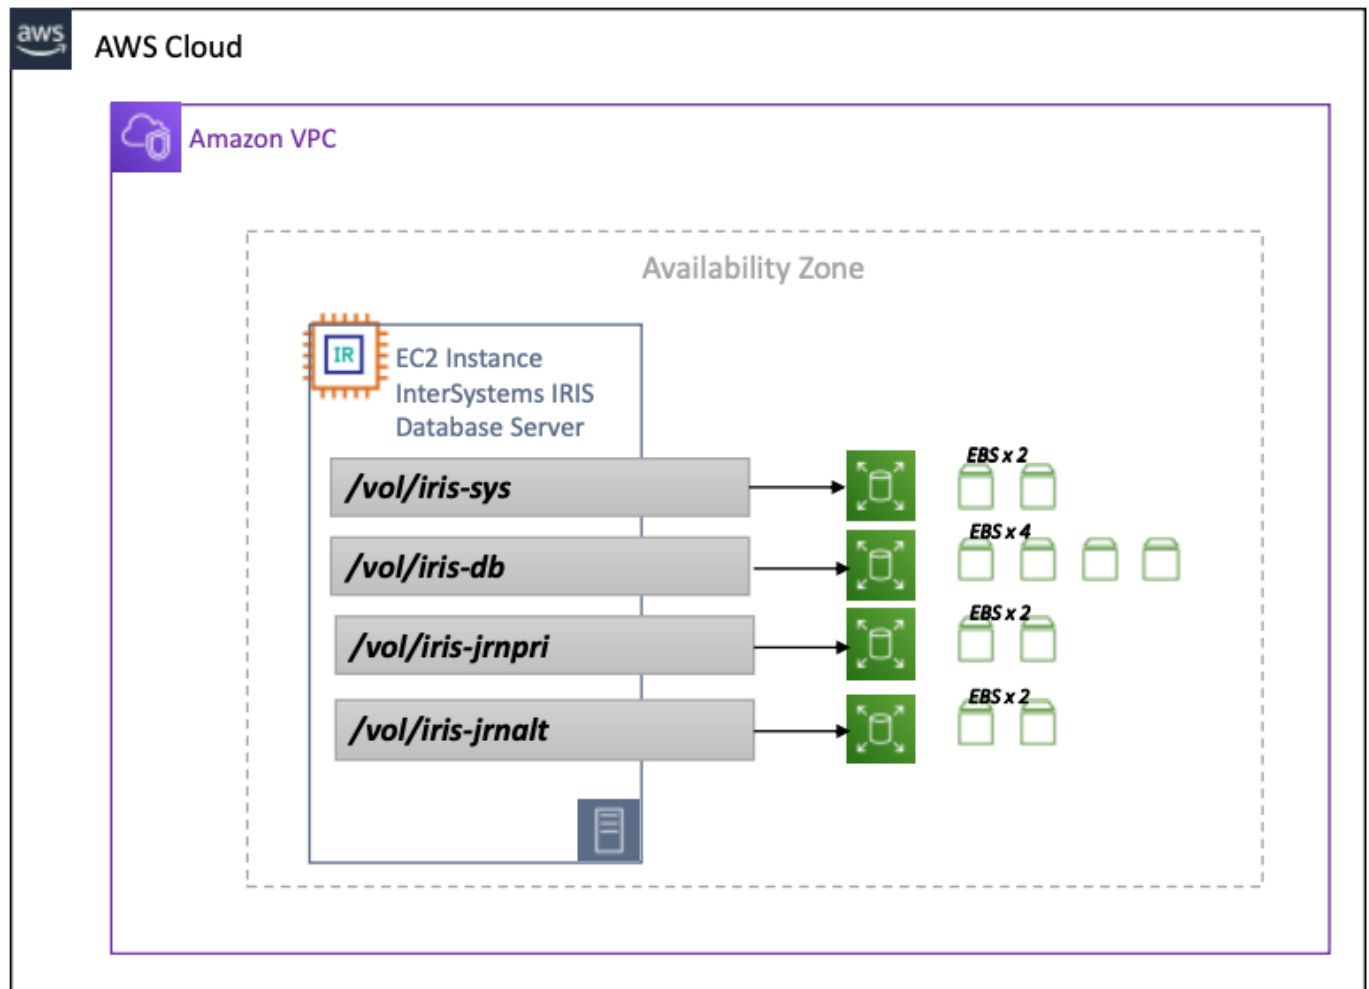 aws
AWS Cloud
Amazon VPC
Availability Zone
IR
EC2 Instance
InterSystems IRIS
Database Server
/vol/iris-sys
EBS x 2
/vol/iris-db
EBS x 4
/vol/iris-jrnpri
EBS x 2
/vol/iris-jrnalt
EBS x 2